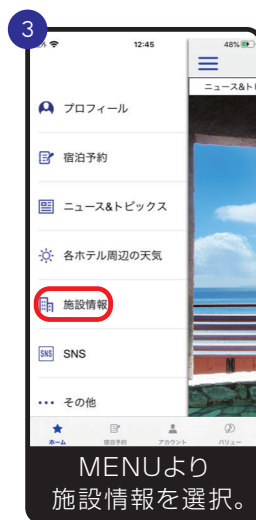 3
12:45
48%
ニュース&
プロフィール
宿泊予約
ニュース&トピックス
各ホテル周辺の天気
施設情報
SNS SNS
その他
ホーム 宿泊予約 アカウント バリュー
MENUより
施設情報を選択。